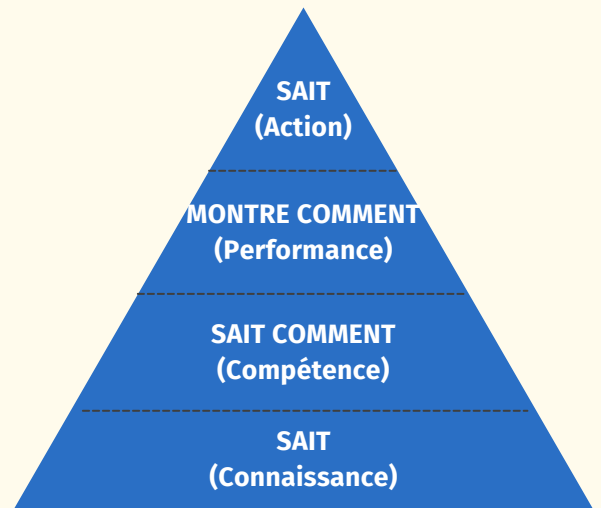 SAIT
(Action)
MONTRE COMMENT
(Performance)
SAIT COMMENT
(Compétence)
SAIT
(Connaissance)